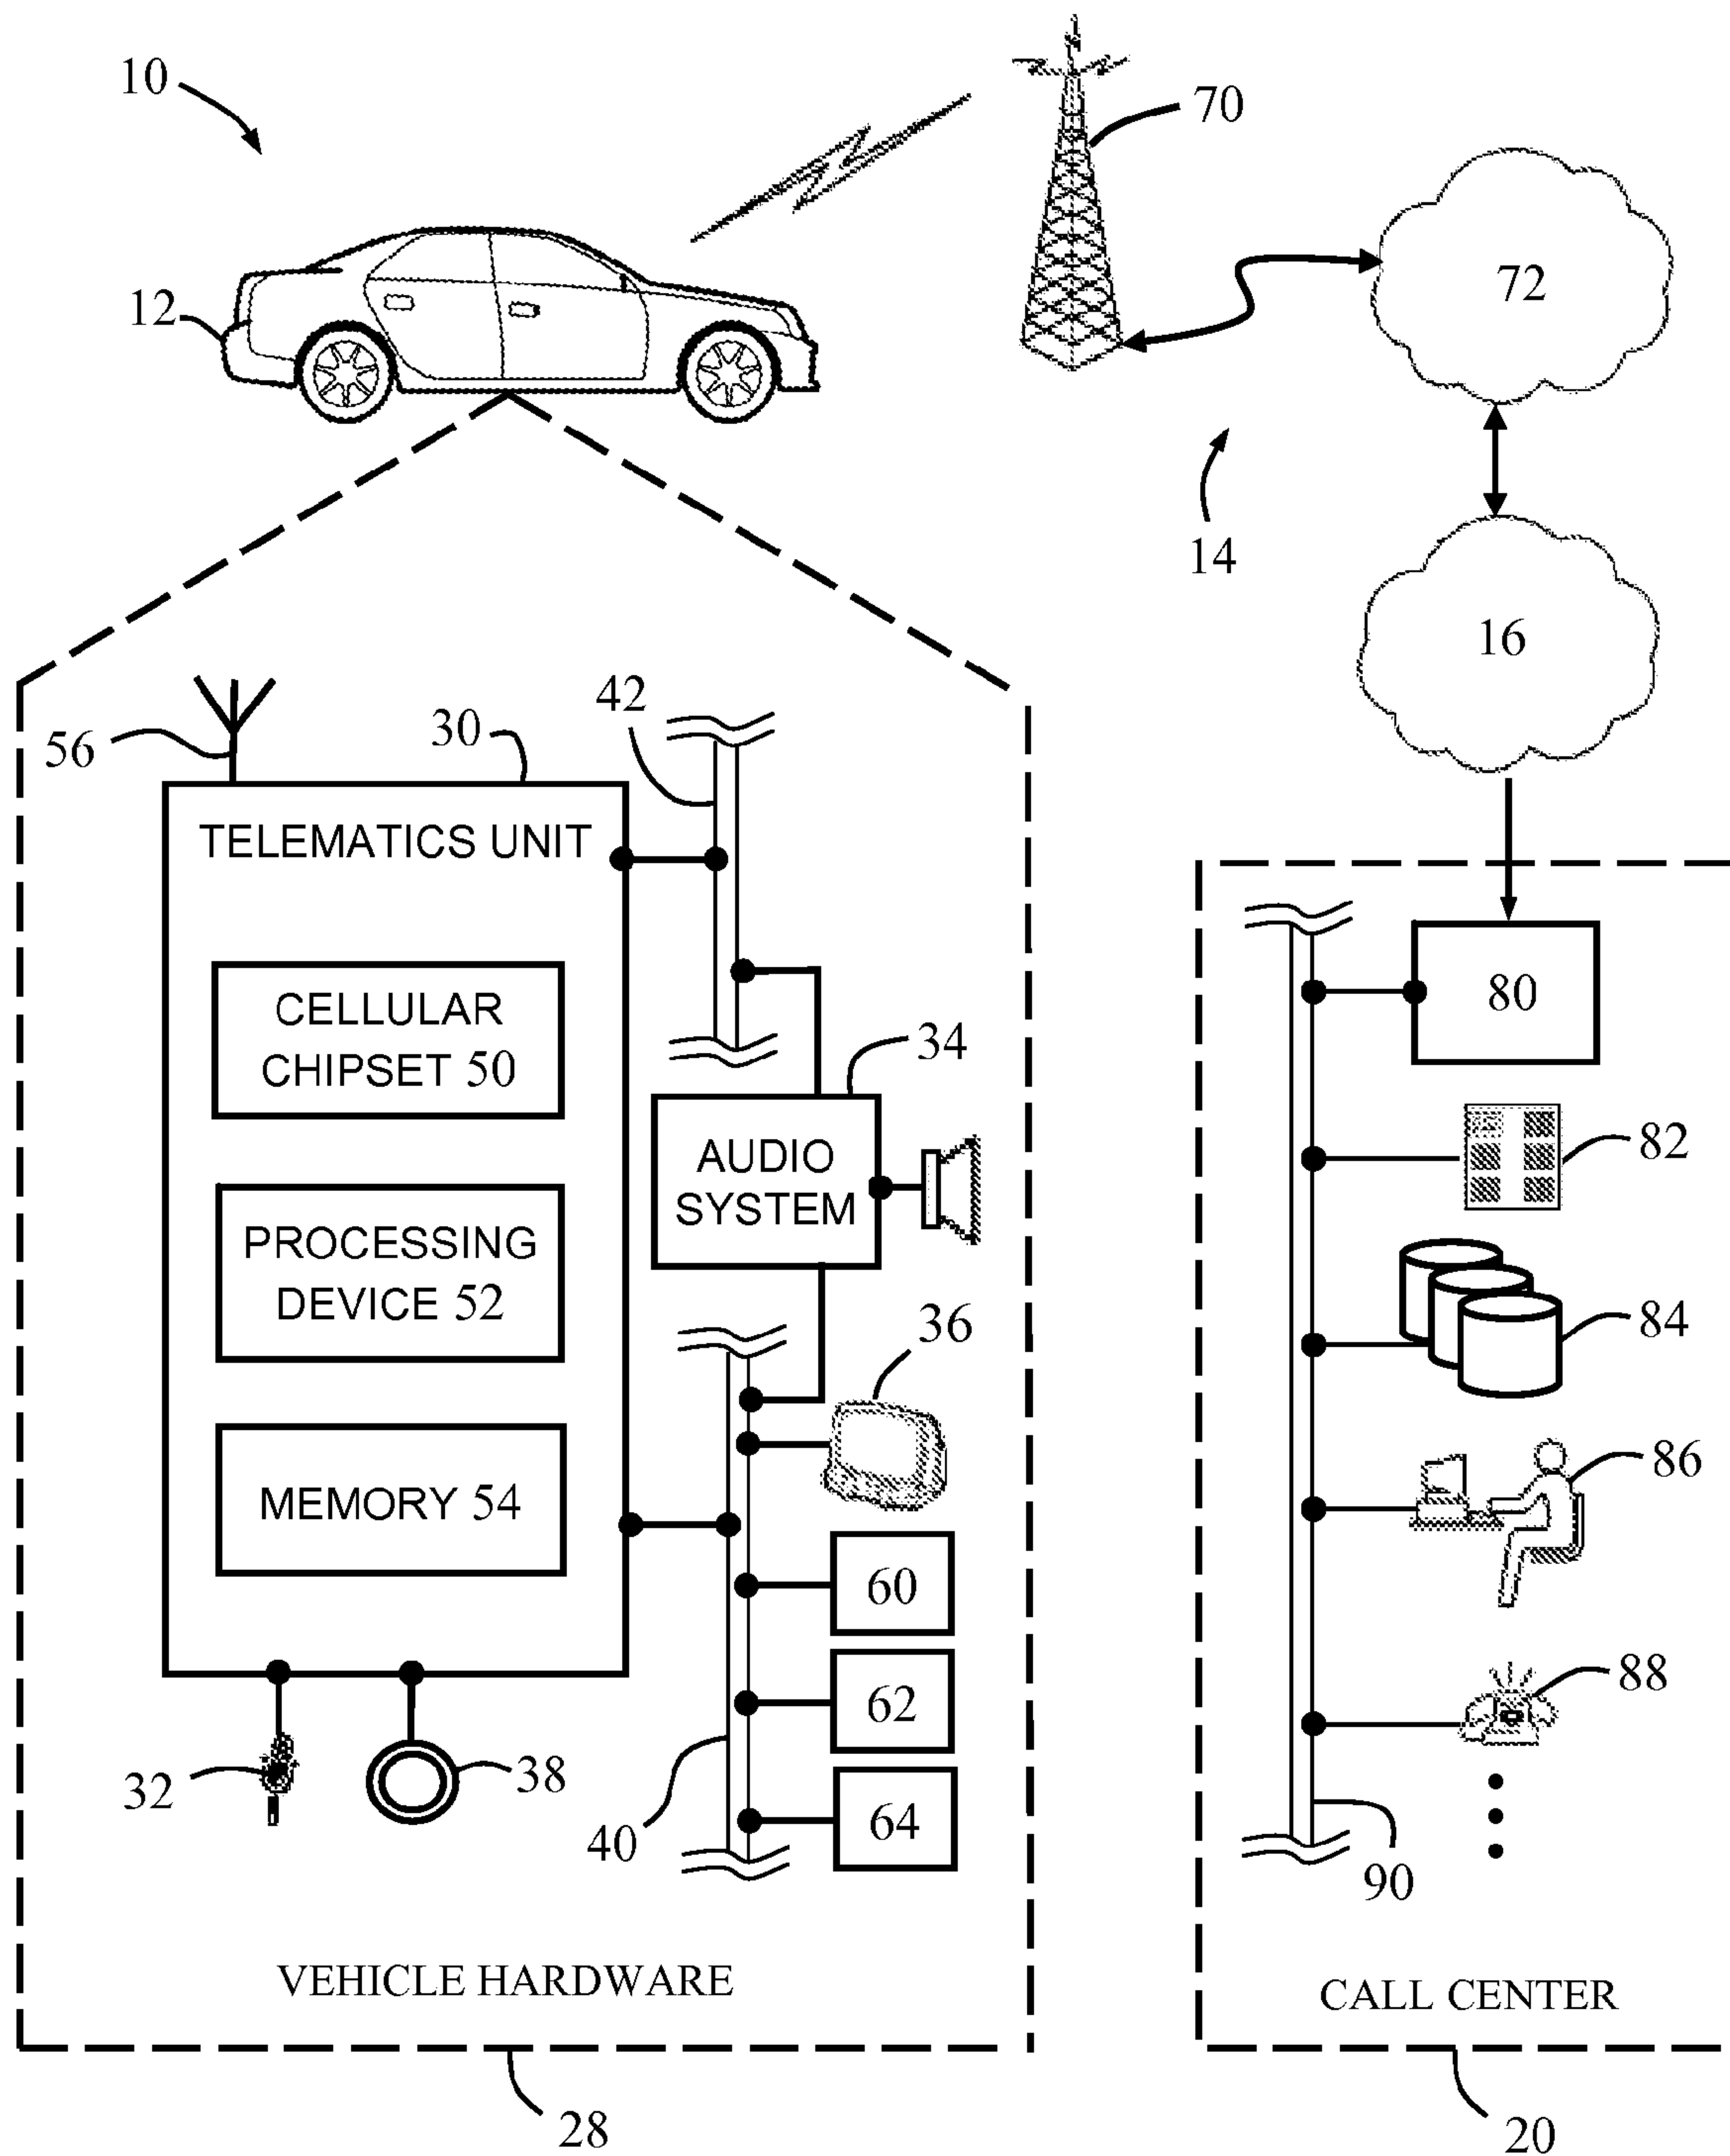 10
70
72
12
14
16
42
30
56
TELEMATICS UNIT
CELLULAR
CHIPSET 50
34
AUDIO
SYSTEM
PROCESSING
DEVICE 52
36
MEMORY 54
60
62
64
32
38
40
VEHICLE HARDWARE
28
80
82
84
86
88
90
CALL CENTER
20